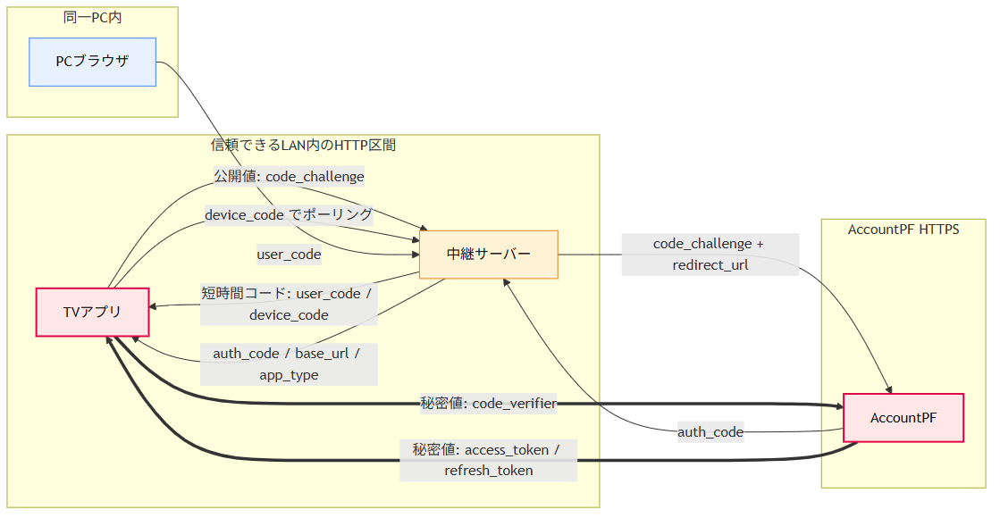 同一PC内
PCブラウザ
信頼できるLAN内のHTTP区間
公開値: code_challenge
device_code でポーリング
user_code
中継サーバー
短時間コード: user_code /
device_code
TVアプリ
auth_code / base_url /
app_type
秘密値: code_verifier
秘密値: access_token /
refresh_token
code_challenge +
redirect_url
auth_code
AccountPF HTTPS
AccountPF